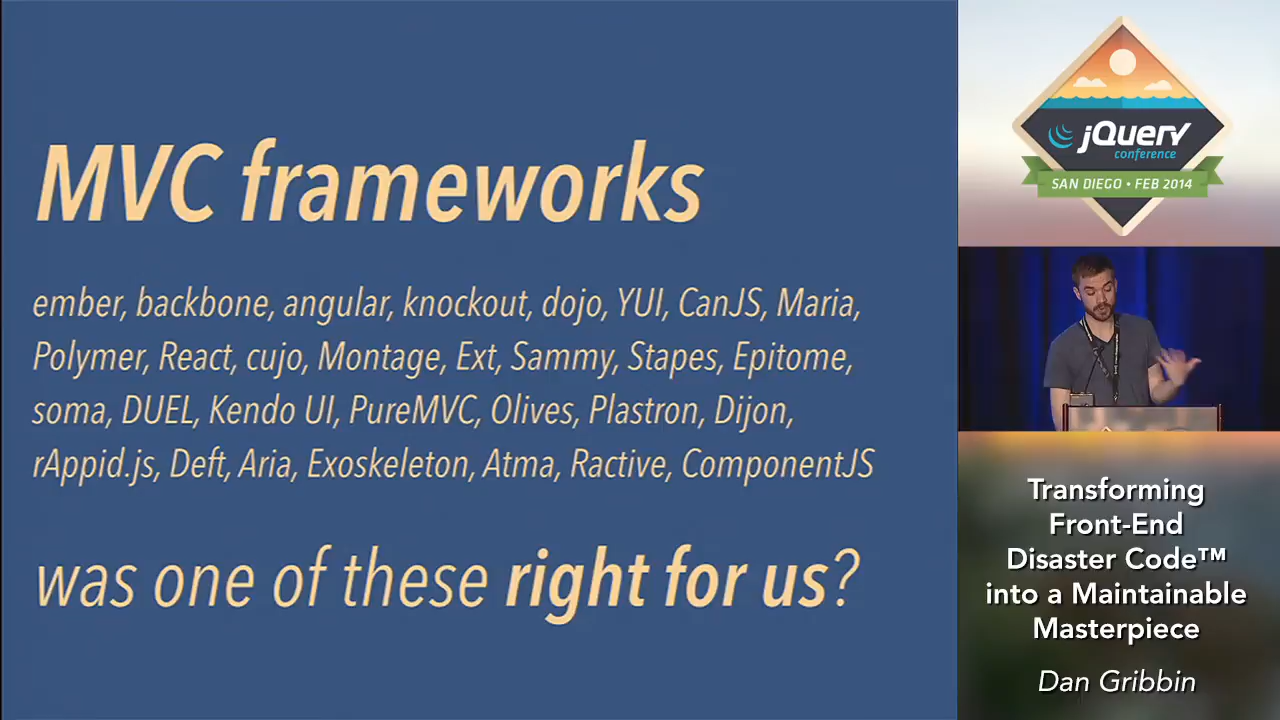 MVC frameworks
ember, backbone, angular, knockout, dojo, YUI, CanJS, Maria,
Polymer, React, cujo, Montage, Ext, Sammy, Stapes, Epitome,
soma, DUEL, Kendo UI, PureMVC, Olives, Plastron, Dijon,
rAppid.js, Deft, Aria, Exoskeleton, Atma, Ractive, ComponentJS
was one of these right for us?
jQuery
conference
SAN DIEGO • FEB 2014
Transforming
Front-End
Disaster Code™
into a Maintainable
Masterpiece
Dan Gribbin